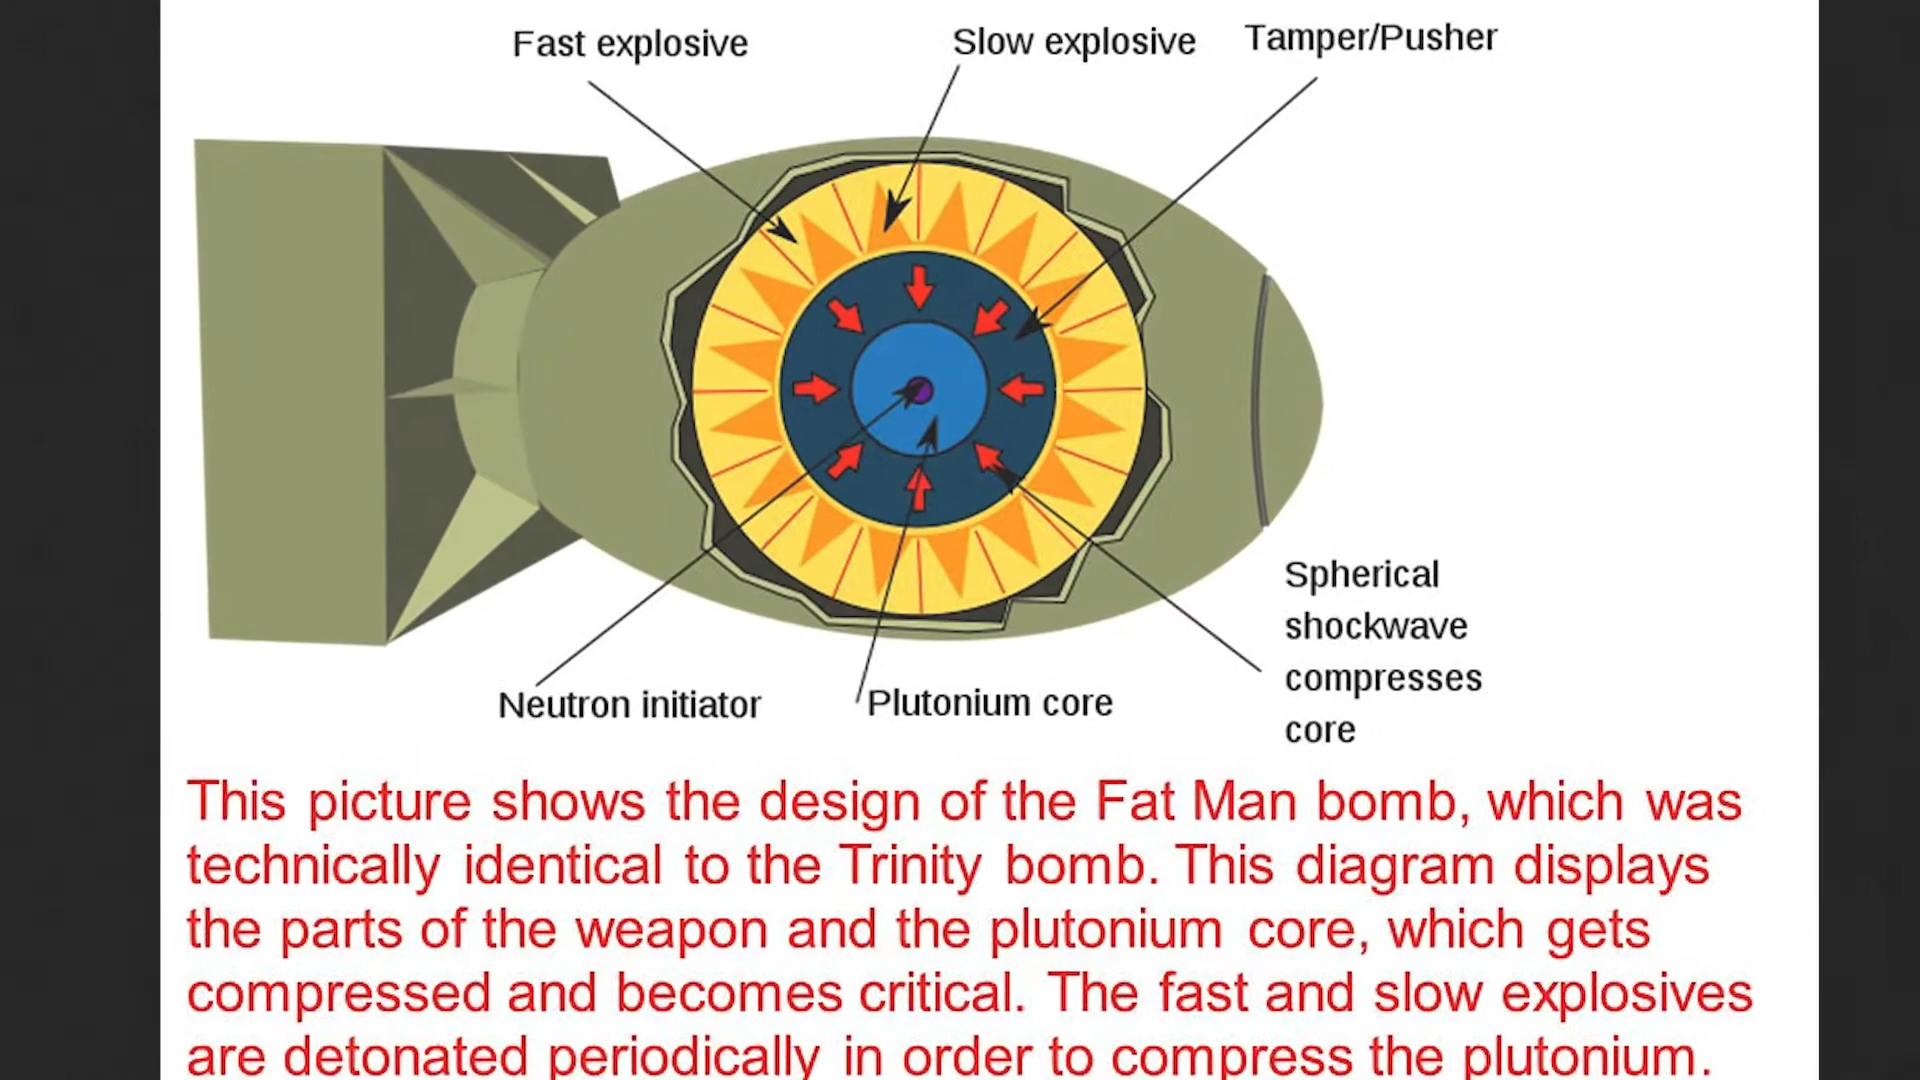 Fast explosive
Slow explosive
Tamper/Pusher
Neutron initiator
Plutonium core
Spherical
shockwave
compresses
core
This picture shows the design of the Fat Man bomb, which was
technically identical to the Trinity bomb. This diagram displays
the parts of the weapon and the plutonium core, which gets
compressed and becomes critical. The fast and slow explosives
are detonated periodically in order to compress the plutonium.